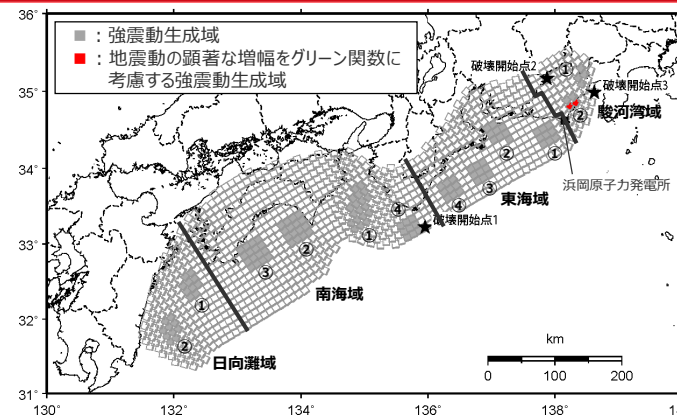 ■：強震動生成域
■：地震動の顕著な増幅をグリーン関数に
考慮する強震動生成域
36°
35°
34°
33°
32°
31°
130
132
134
136
138
破壊開始点2
①
破壊開始点3
②
駿河湾域
②
①
浜岡原子力発電所
③
東海域
④
④
破壊開始点1
①
②
③
南海域
①
②
日向灘域
km
0
100
200